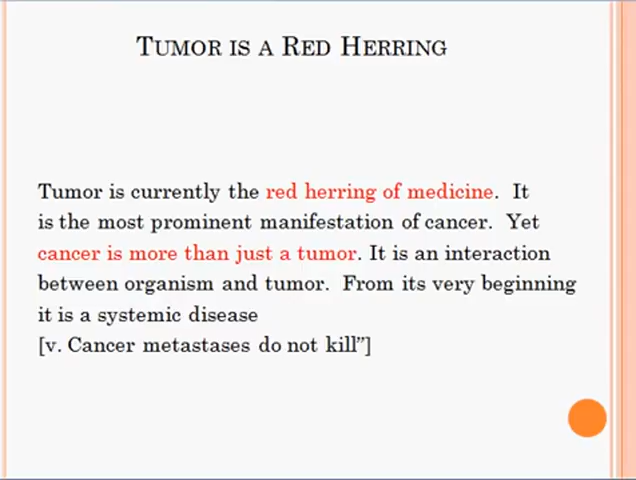 TUMOR IS A RED HERRING
Tumor is currently the red herring of medicine. It
is the most prominent manifestation of cancer. Yet
cancer is more than just a tumor. It is an interaction
between organism and tumor. From its very beginning
it is a systemic disease
[v. Cancer metastases do not kill”]